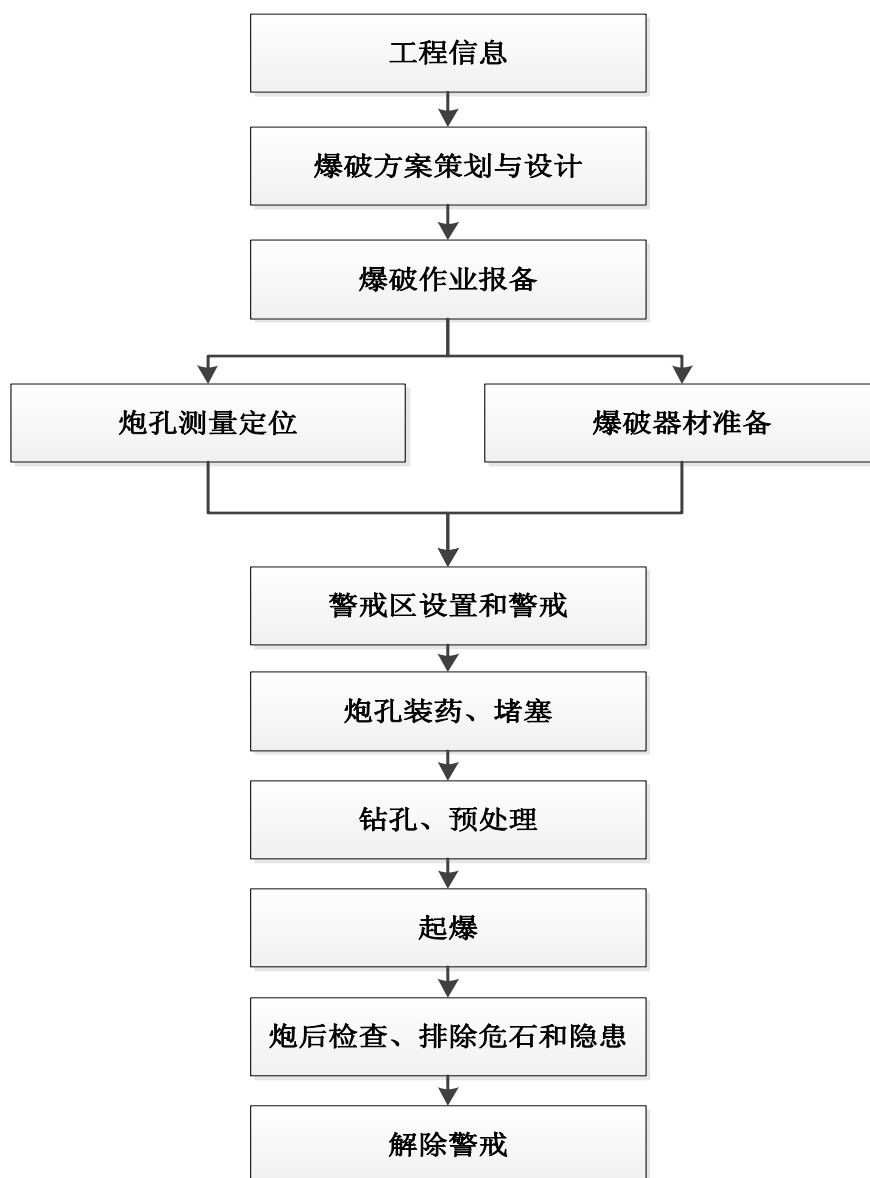 工程信息
爆破方案策划与设计
爆破作业报备
炮孔测量定位
爆破器材准备
警戒区设置和警戒
炮孔装药、堵塞
钻孔、预处理
起爆
炮后检查、排除危石和隐患
解除警戒